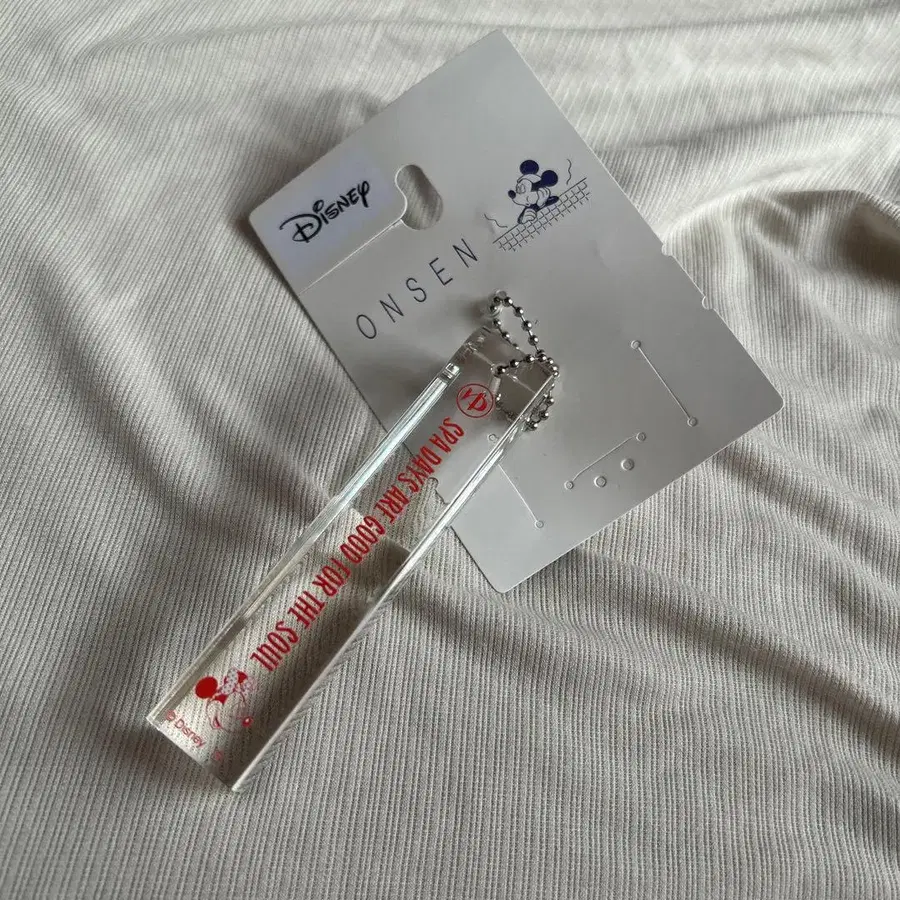 Disney
ONSEN
SPA DAYS ARE GOOD FOR THE SOUL
© Disney